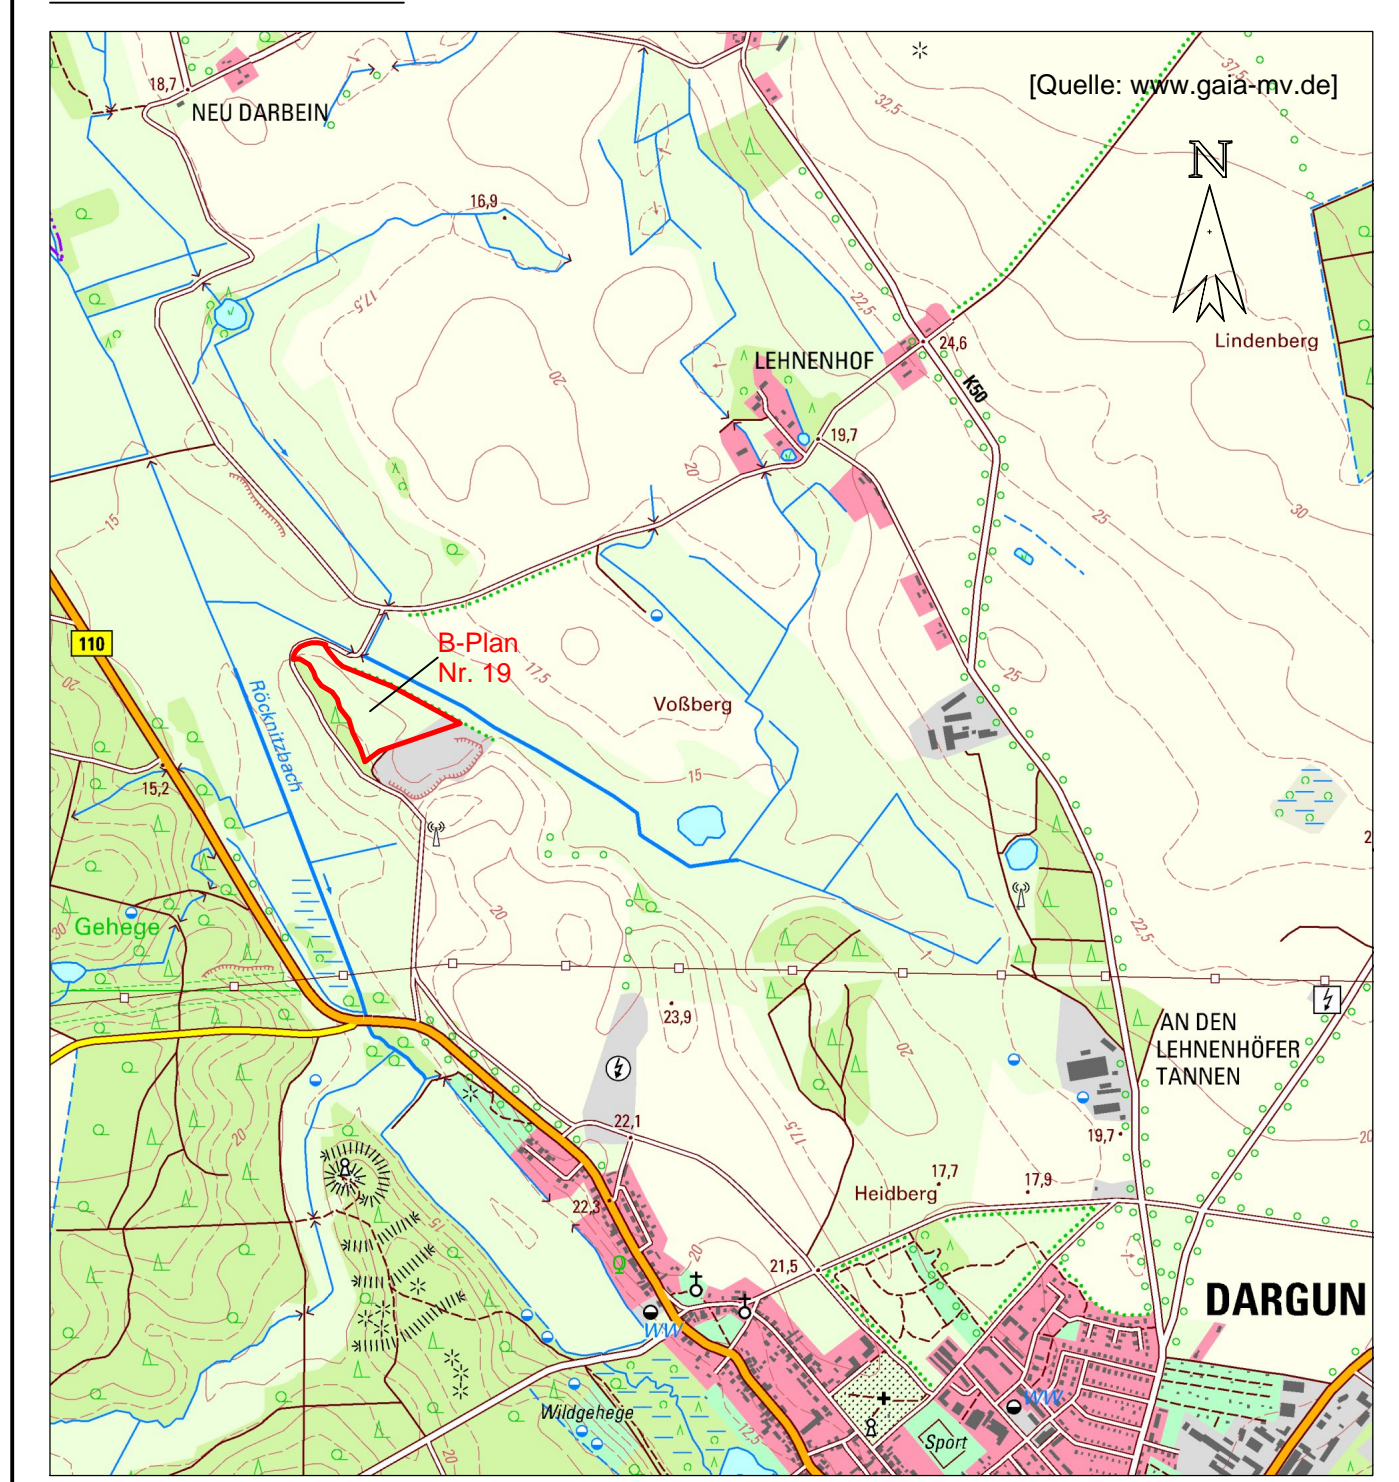 [Quelle: www.gaia-mv.de]
37,5
18,7
NEU DARBEIN
32,5
N
16,9
17,5
22,5
24,6
Lindenberg
LEHNENHOF
K50
20
19,7
20
15
25
30
110
B-Plan
Nr. 19
17,5
20
Röcknitzbach
Voßberg
25
15
15,2
20
22,5
30
Gehege
23,9
20
AN DEN
LEHNENHÖFER
TANNEN
22,1
17,5
19,7
20
20
17,7
17,9
Heidberg
22,3
15
20
21,5
DARGUN
WW
WW
Wildgehege
12,5
Sport
20